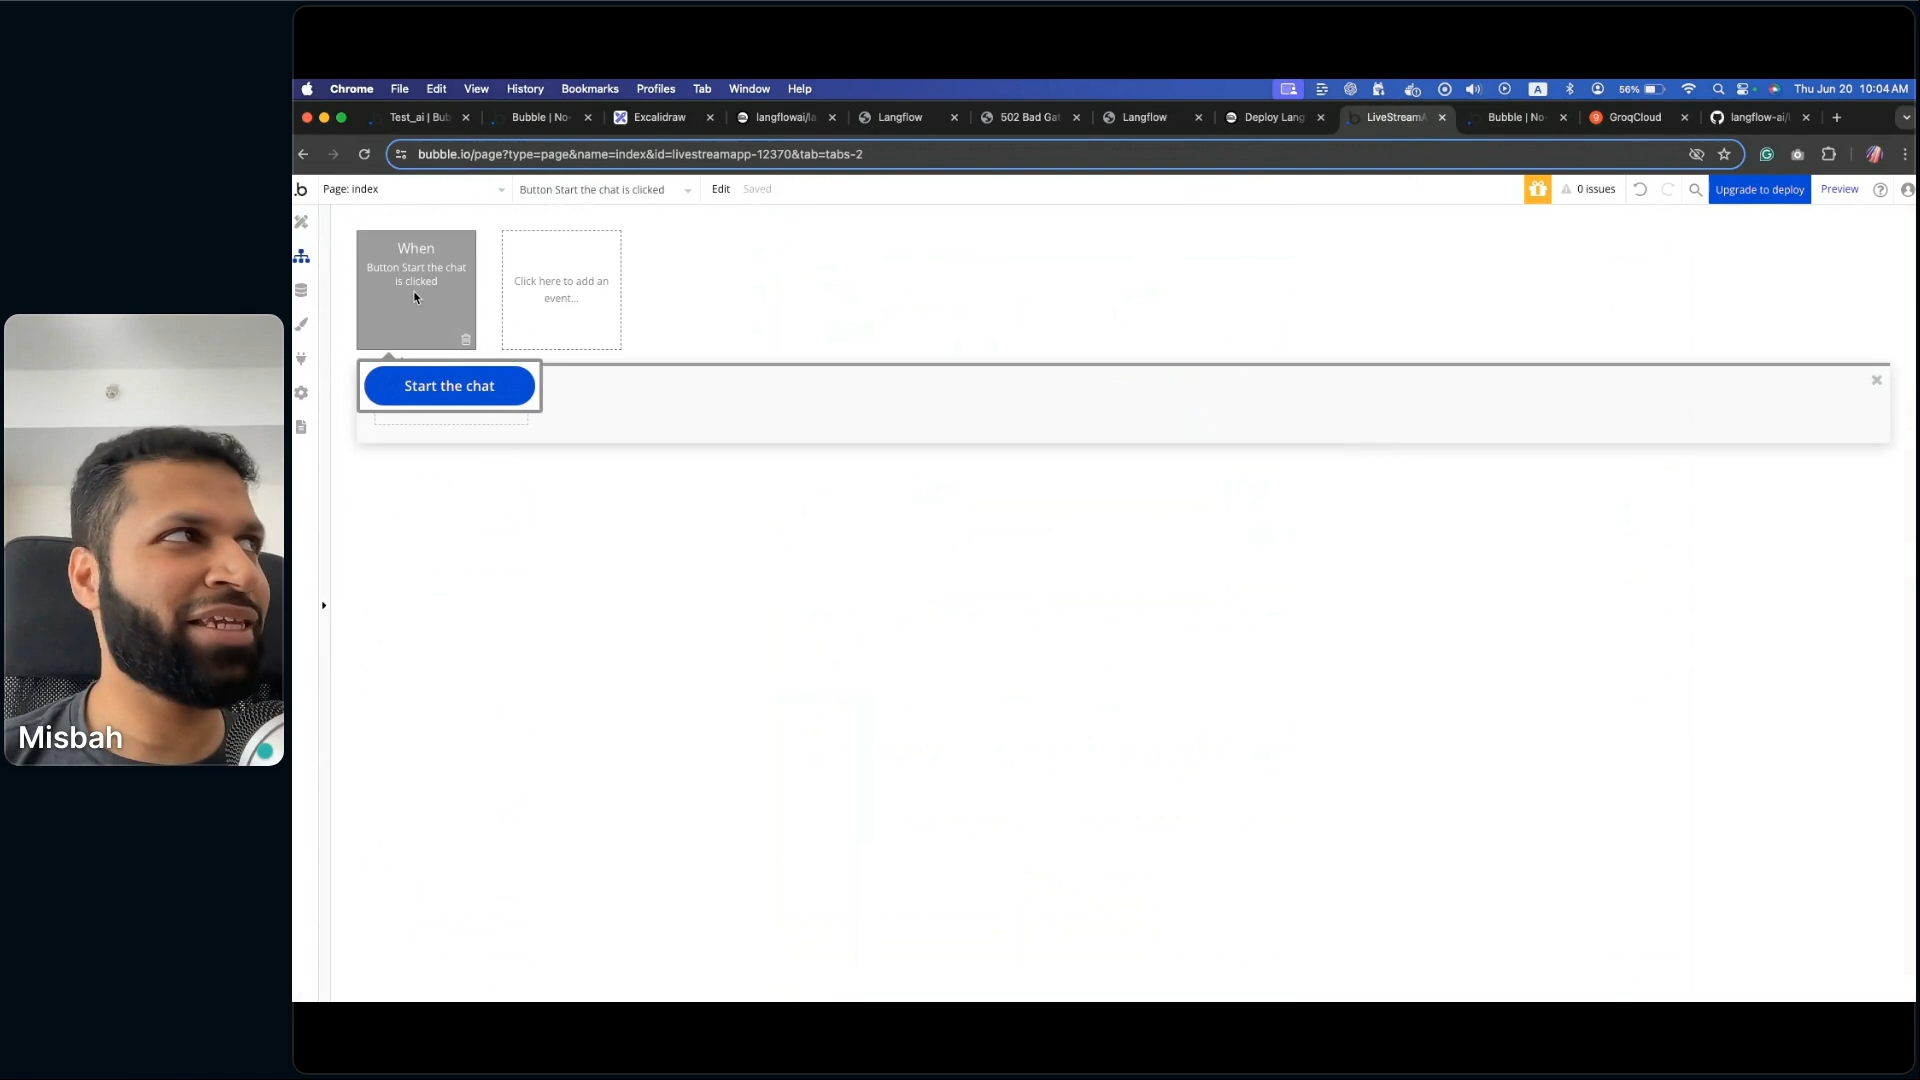 Chrome File Edit View History Bookmarks Profiles Tab Window Help
A 56% Thu Jun 20 10:04 AM
Test_ai | Bub
Bubble | No-
Excalidraw
langflowai/la
Langflow
502 Bad Gat
Langflow
Deploy Lang
LiveStreamA
Bubble | No-
GroqCloud
langflow-ai/l
bubble.io/page?type=page&name=index&id=livestreamapp-12370&tab=tabs-2
Page: index
Button Start the chat is clicked
Edit Saved
0 issues
Upgrade to deploy
Preview
When
Button Start the chat
is clicked
Click here to add an
event...
Start the chat
Misbah